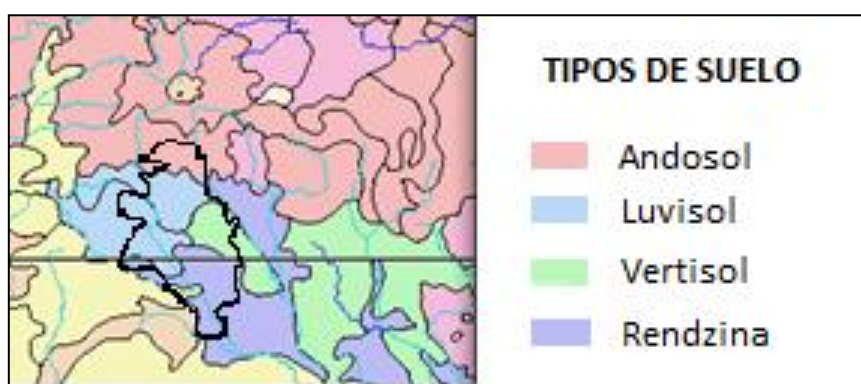 TIPOS DE SUELO
Andosol
Luvisol
Vertisol
Rendzina